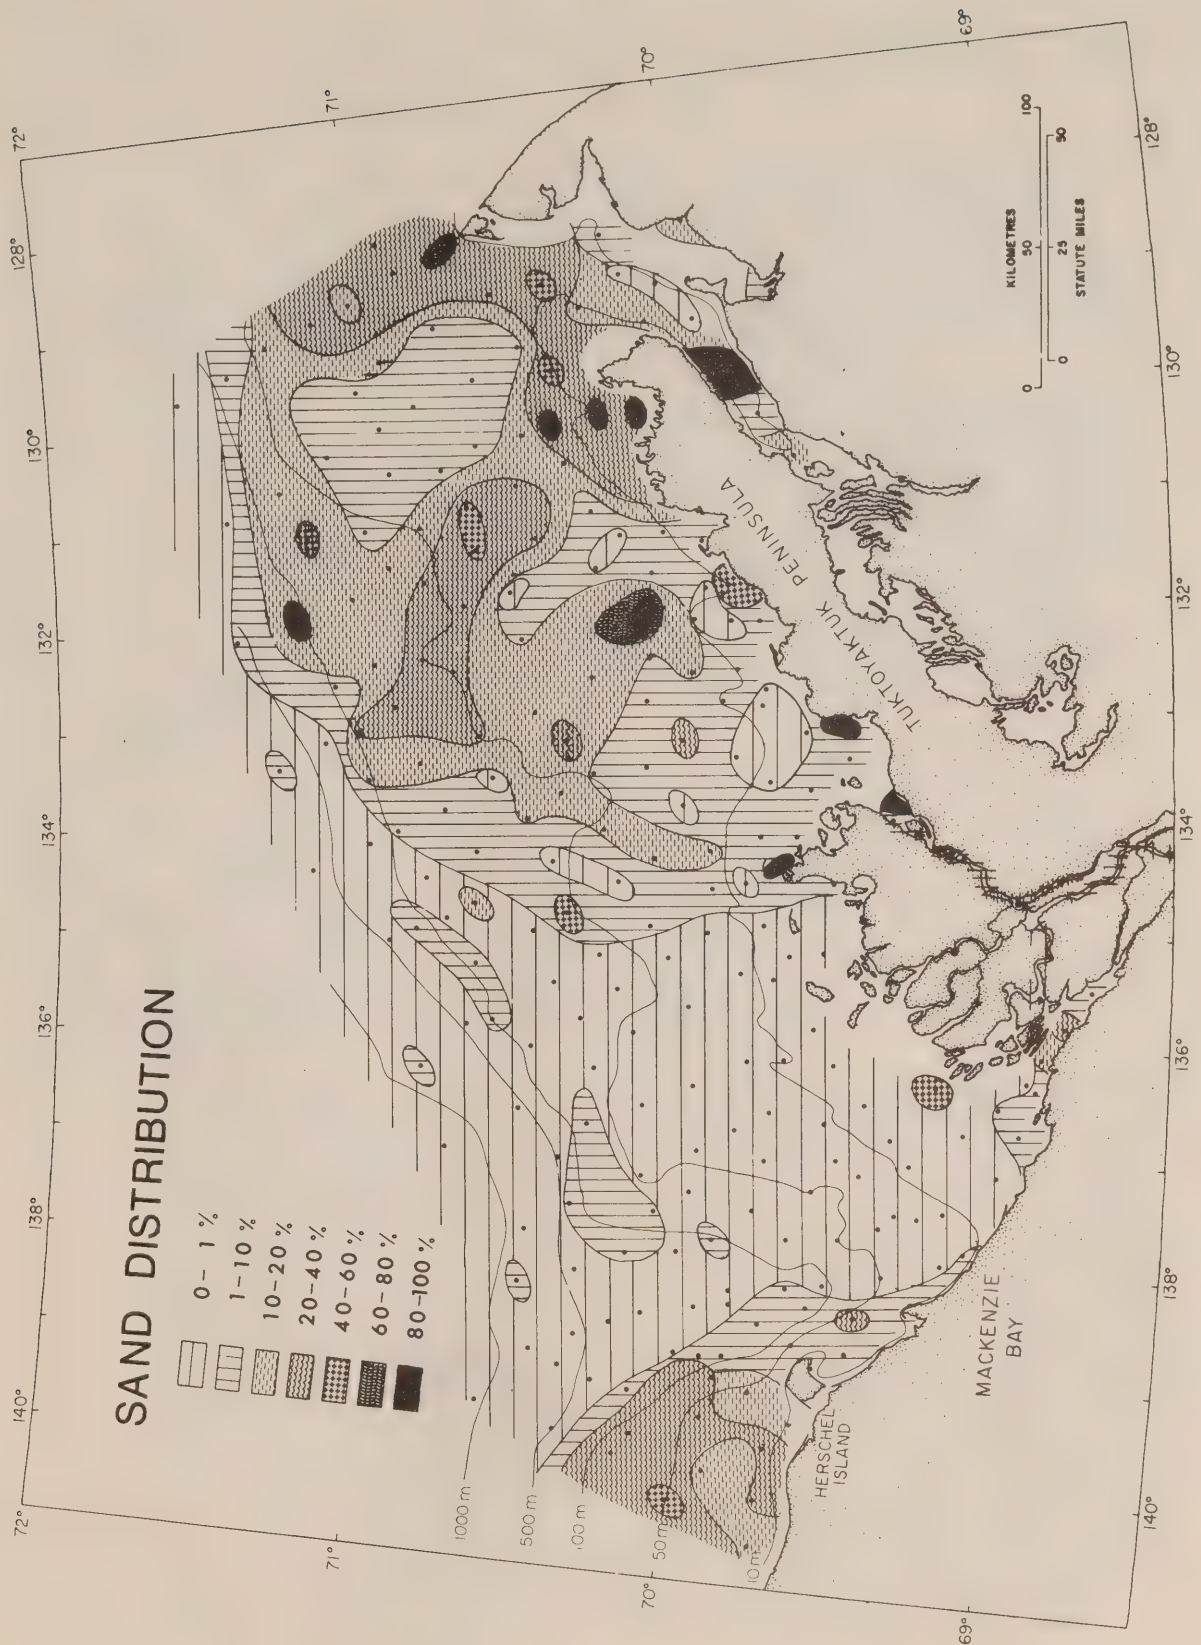 SAND DISTRIBUTION
0 – 1 %
1 – 10 %
10 – 20 %
20 – 40 %
40 – 60 %
60 – 80 %
80 – 100 %
72°
140°
138°
136°
134°
132°
130°
128°
72°
71°
71°
70°
70°
69°
69°
140°
138°
136°
134°
132°
130°
128°
1000 m
500 m
100 m
50 m
10 m
HERSCHEL
ISLAND
MACKENZIE
BAY
TUKTOYAKTUK PENINSULA
KILOMETRES
0 50 100
0 25 50
STATUTE MILES